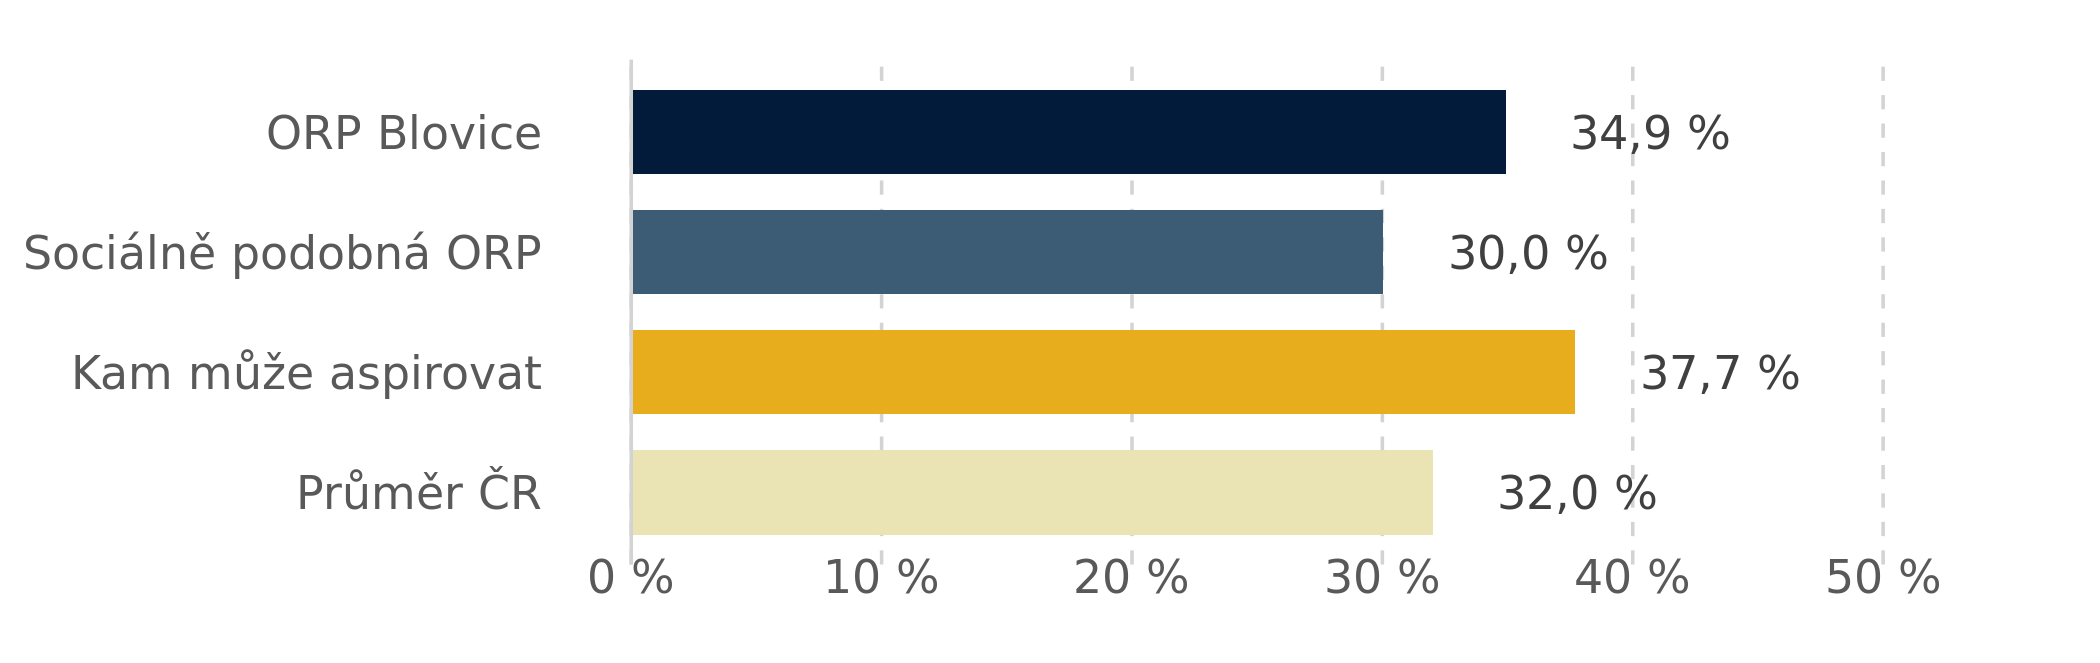 ORP Blovice
34,9 %
Sociálně podobná ORP
30,0 %
Kam může aspirovat
37,7 %
Průměr ČR
32,0 %
0 % 10 % 20 % 30 % 40 % 50 %